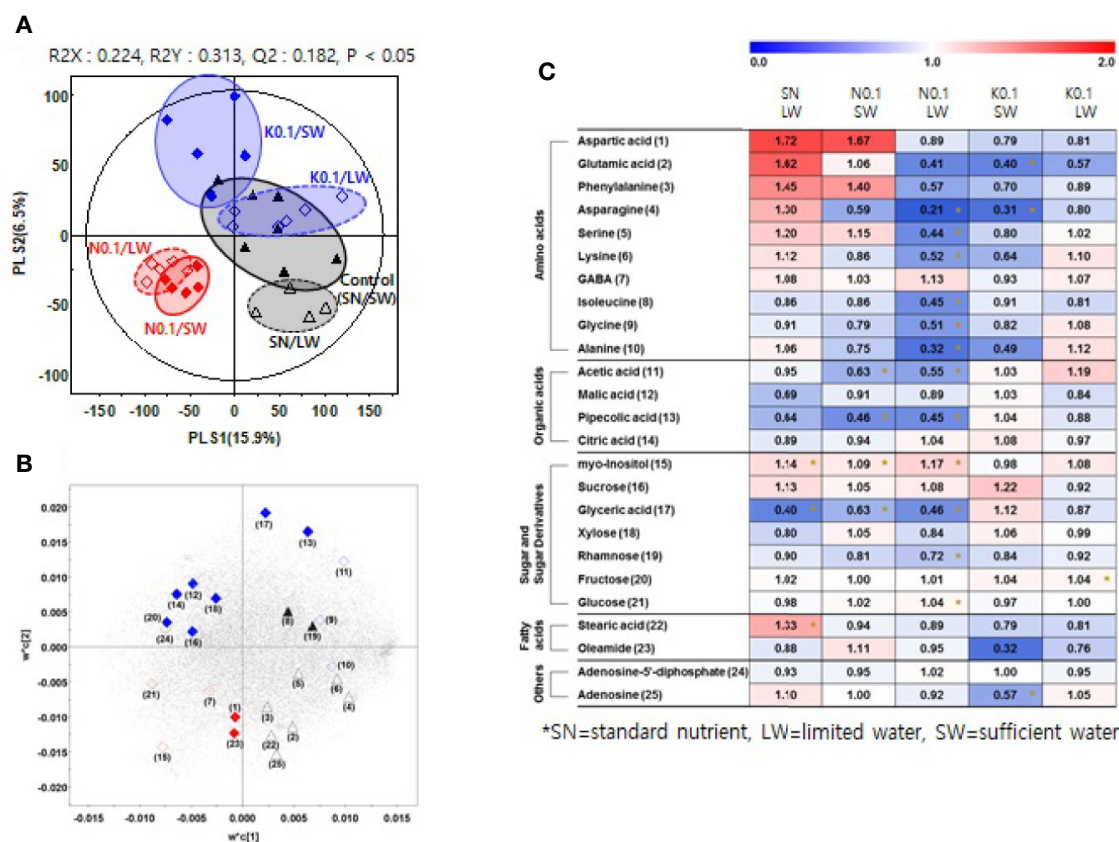 A
R2X : 0.224, R2Y : 0.313, Q2 : 0.182, P < 0.05
100
50
0
-50
-100
K0.1/SW
K0.1/LW
N0.1/LW
N0.1/SW
Control
(SN/SW)
SN/LW
-150 -100 -50 0 50 100 150
PLS1(15.9%)
PLS2(6.5%)
B
0.020
0.015
0.010
0.005
0.000
-0.005
-0.010
-0.015
-0.020
(17)
(13)
(11)
(12)
(14)
(18)
(8)
(9)
(20)
(19)
(24)
(16)
(10)
(5)
(6)
(21)
(7)
(4)
(1)
(3)
(2)
(23)
(22)
(15)
(25)
-0.015 -0.010 -0.005 0.000 0.005 0.010 0.015
w*c[1]
w*c[2]
C
0.0 1.0 2.0
SN N0.1 N0.1 K0.1 K0.1
LW SW LW SW LW
Amino acids
Aspartic acid (1) 1.72 1.67 0.89 0.79 0.81
Glutamic acid (2) 1.62 1.06 0.41 0.40 * 0.57
Phenylalanine (3) 1.45 1.40 0.57 0.70 0.89
Asparagine (4) 1.30 0.59 0.21 * 0.31 * 0.80
Serine (5) 1.20 1.15 0.44 * 0.80 1.02
Lysine (6) 1.12 0.86 0.52 * 0.64 1.10
GABA (7) 1.08 1.03 1.13 0.93 1.07
Isoleucine (8) 0.86 0.86 0.45 * 0.91 0.81
Glycine (9) 0.91 0.79 0.51 * 0.82 1.08
Alanine (10) 1.06 0.75 0.32 * 0.49 1.12
Organic acids
Acetic acid (11) 0.95 0.63 * 0.55 * 1.03 1.19
Malic acid (12) 0.69 0.91 0.89 1.03 0.84
Pipecolic acid (13) 0.64 0.46 * 0.45 * 1.04 0.88
Citric acid (14) 0.89 0.94 1.04 1.08 0.97
Sugar and
Sugar Derivatives
myo-Inositol (15) 1.14 * 1.09 * 1.17 * 0.98 1.08
Sucrose (16) 1.13 1.05 1.08 1.22 0.92
Glyceric acid (17) 0.40 * 0.63 * 0.46 * 1.12 0.87
Xylose (18) 0.80 1.05 0.84 1.06 0.99
Rhamnose (19) 0.90 0.81 0.72 * 0.84 0.92
Fructose (20) 1.02 1.00 1.01 1.04 1.04 *
Glucose (21) 0.98 1.02 1.04 * 0.97 1.00
Fatty
acids
Stearic acid (22) 1.33 * 0.94 0.89 0.79 0.81
Oleamide (23) 0.88 1.11 0.95 0.32 0.76
Others
Adenosine-5'-diphosphate (24) 0.93 0.95 1.02 1.00 0.95
Adenosine (25) 1.10 1.00 0.92 0.57 * 1.05
*SN=standard nutrient, LW=limited water, SW=sufficient water